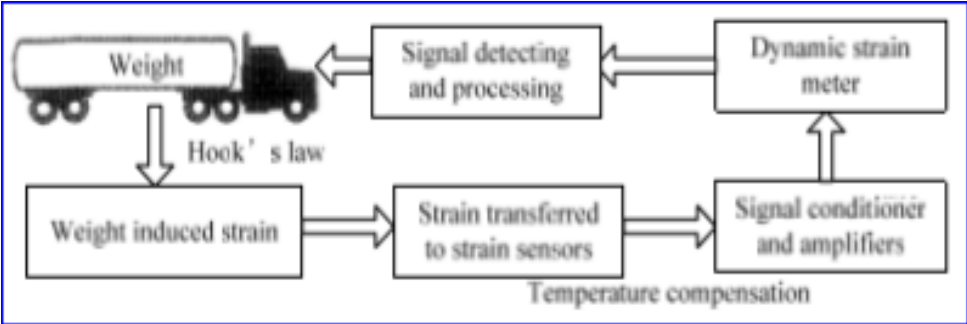 Weight
Signal detecting
and processing
Dynamic strain
meter
Hook’s law
Weight induced strain
Strain transferred
to strain sensors
Signal conditioner
and amplifiers
Temperature compensation